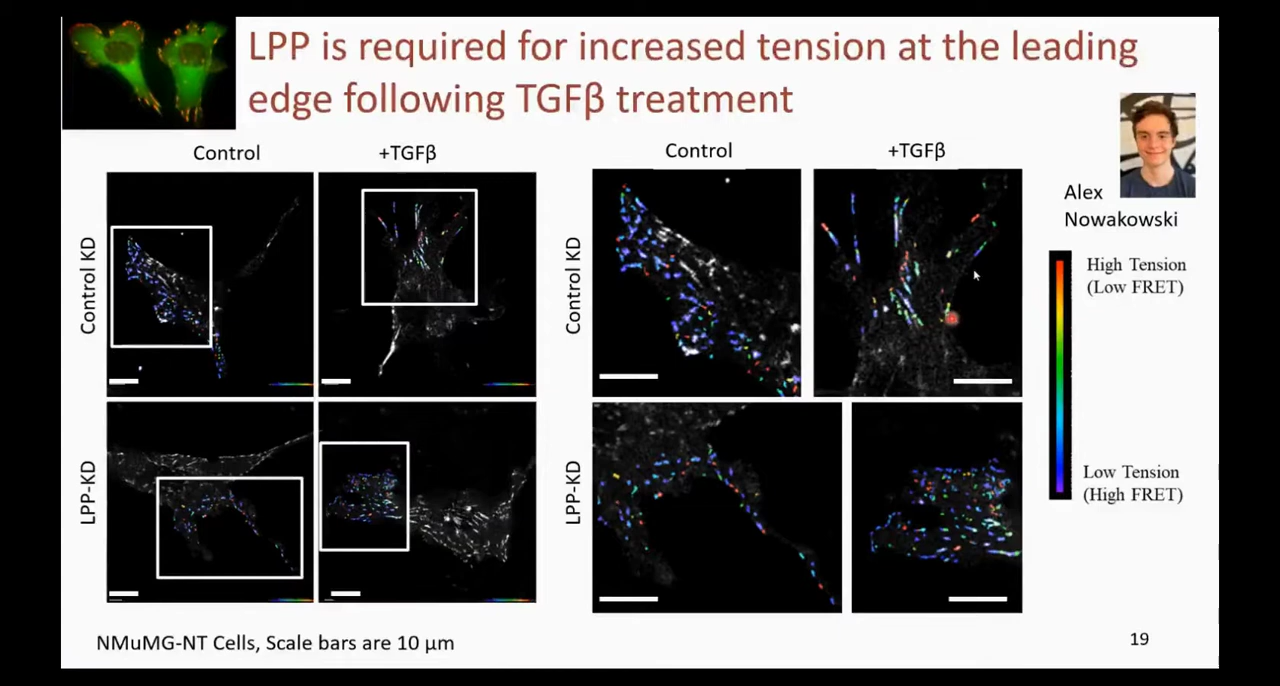 LPP is required for increased tension at the leading
edge following TGFβ treatment
Control
+TGFβ
Control
+TGFβ
Alex
Nowakowski
Control KD
Control KD
High Tension
(Low FRET)
LPP-KD
LPP-KD
Low Tension
(High FRET)
NMuMG-NT Cells, Scale bars are 10 μm
19